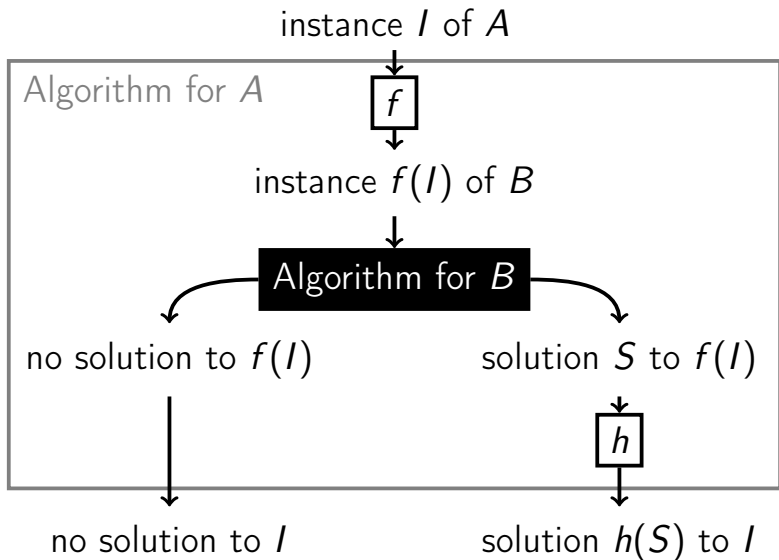 instance I of A
Algorithm for A
f
instance f(I) of B
Algorithm for B
no solution to f(I)
solution S to f(I)
h
no solution to I
solution h(S) to I